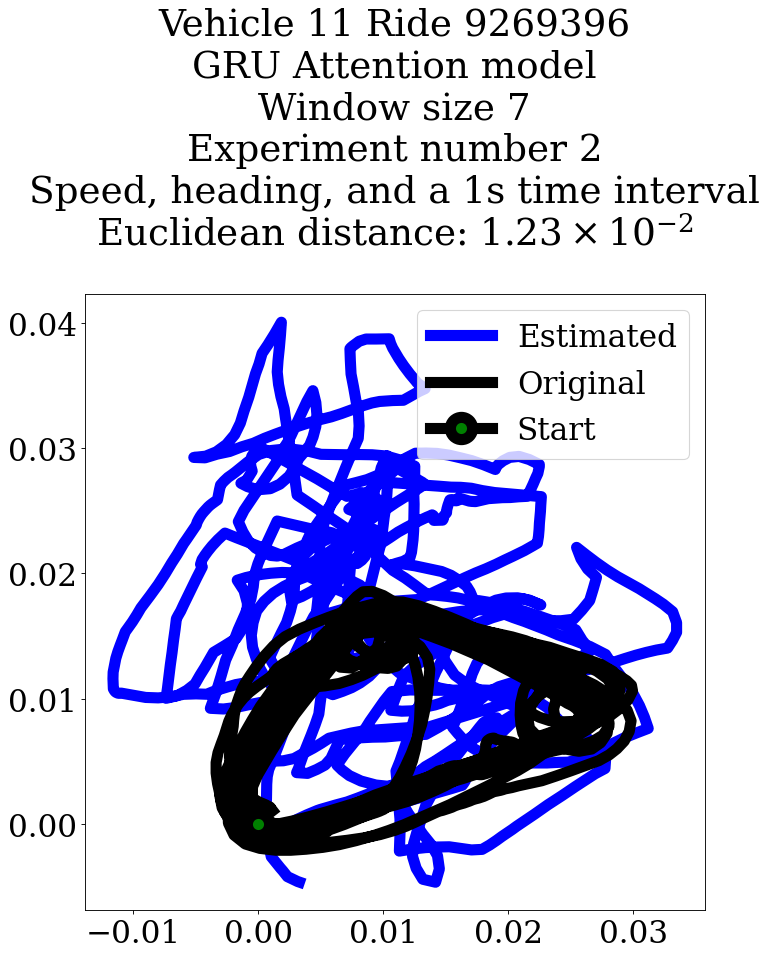 Vehicle 11 Ride 9269396
GRU Attention model
Window size 7
Experiment number 2
Speed, heading, and a 1s time interval
Euclidean distance: 1.23 × 10⁻²
Estimated
Original
Start
0.04
0.03
0.02
0.01
0.00
−0.01 0.00 0.01 0.02 0.03